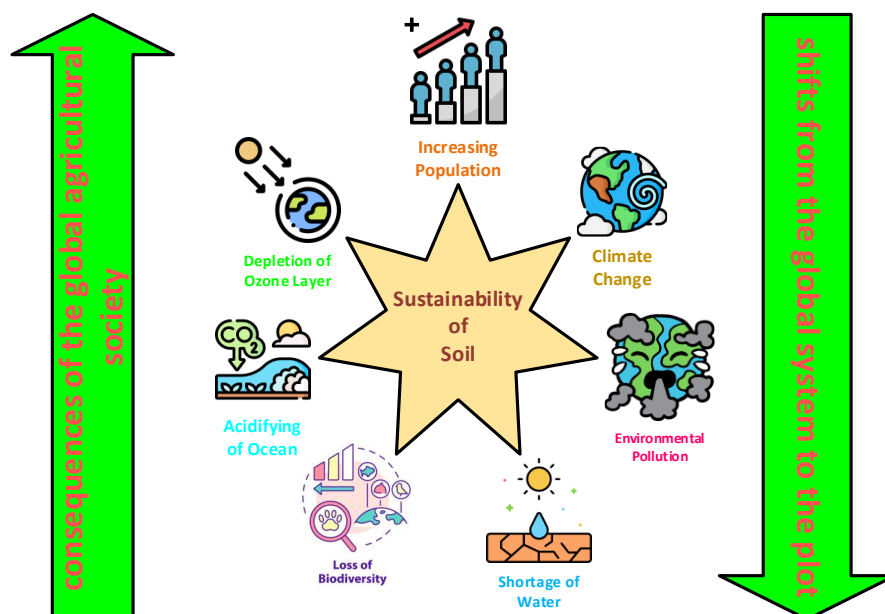 consequences of the global agricultural
society
+
Increasing
Population
Depletion of
Ozone Layer
Climate
Change
Sustainability
of
Soil
CO2
Acidifying
of Ocean
Environmental
Pollution
Loss of
Biodiversity
Shortage of
Water
shifts from the global system to the plot